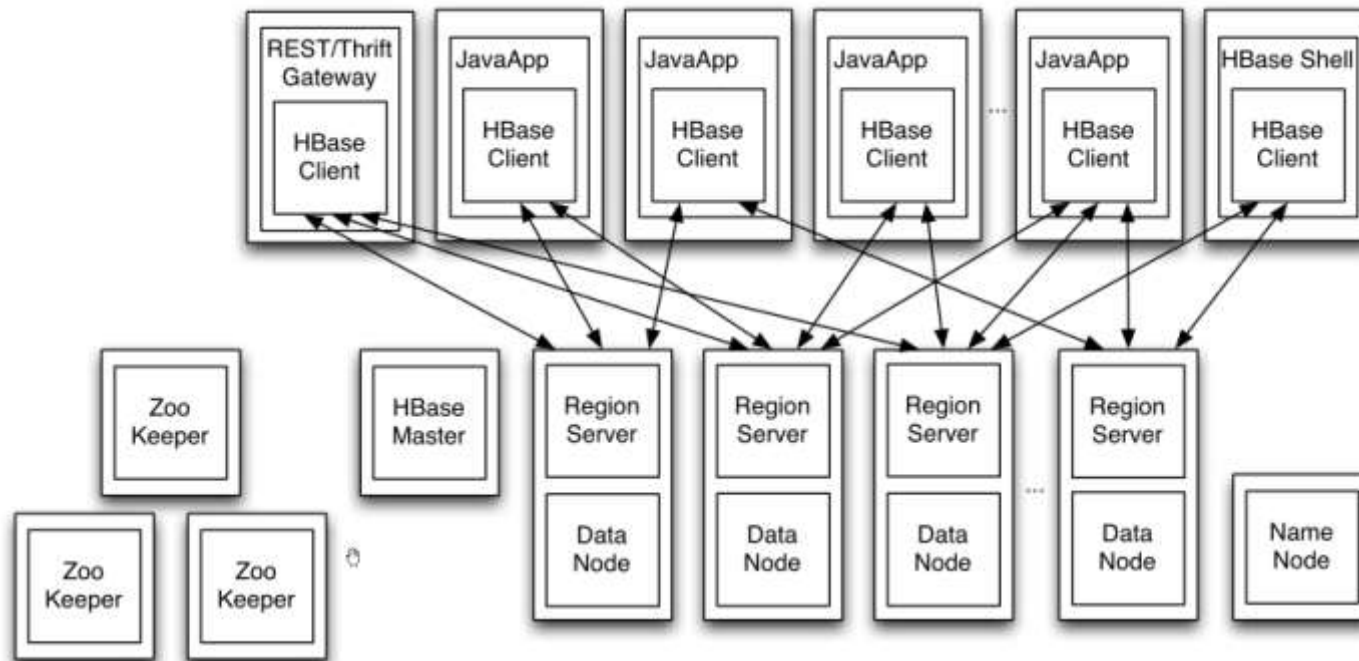 REST/Thrift
Gateway
HBase
Client
JavaApp
HBase
Client
JavaApp
HBase
Client
JavaApp
HBase
Client
...
JavaApp
HBase
Client
HBase Shell
HBase
Client
Zoo
Keeper
HBase
Master
Region
Server
Region
Server
Region
Server
Region
Server
Data
Node
Data
Node
Data
Node
...
Data
Node
Name
Node
Zoo
Keeper
Zoo
Keeper